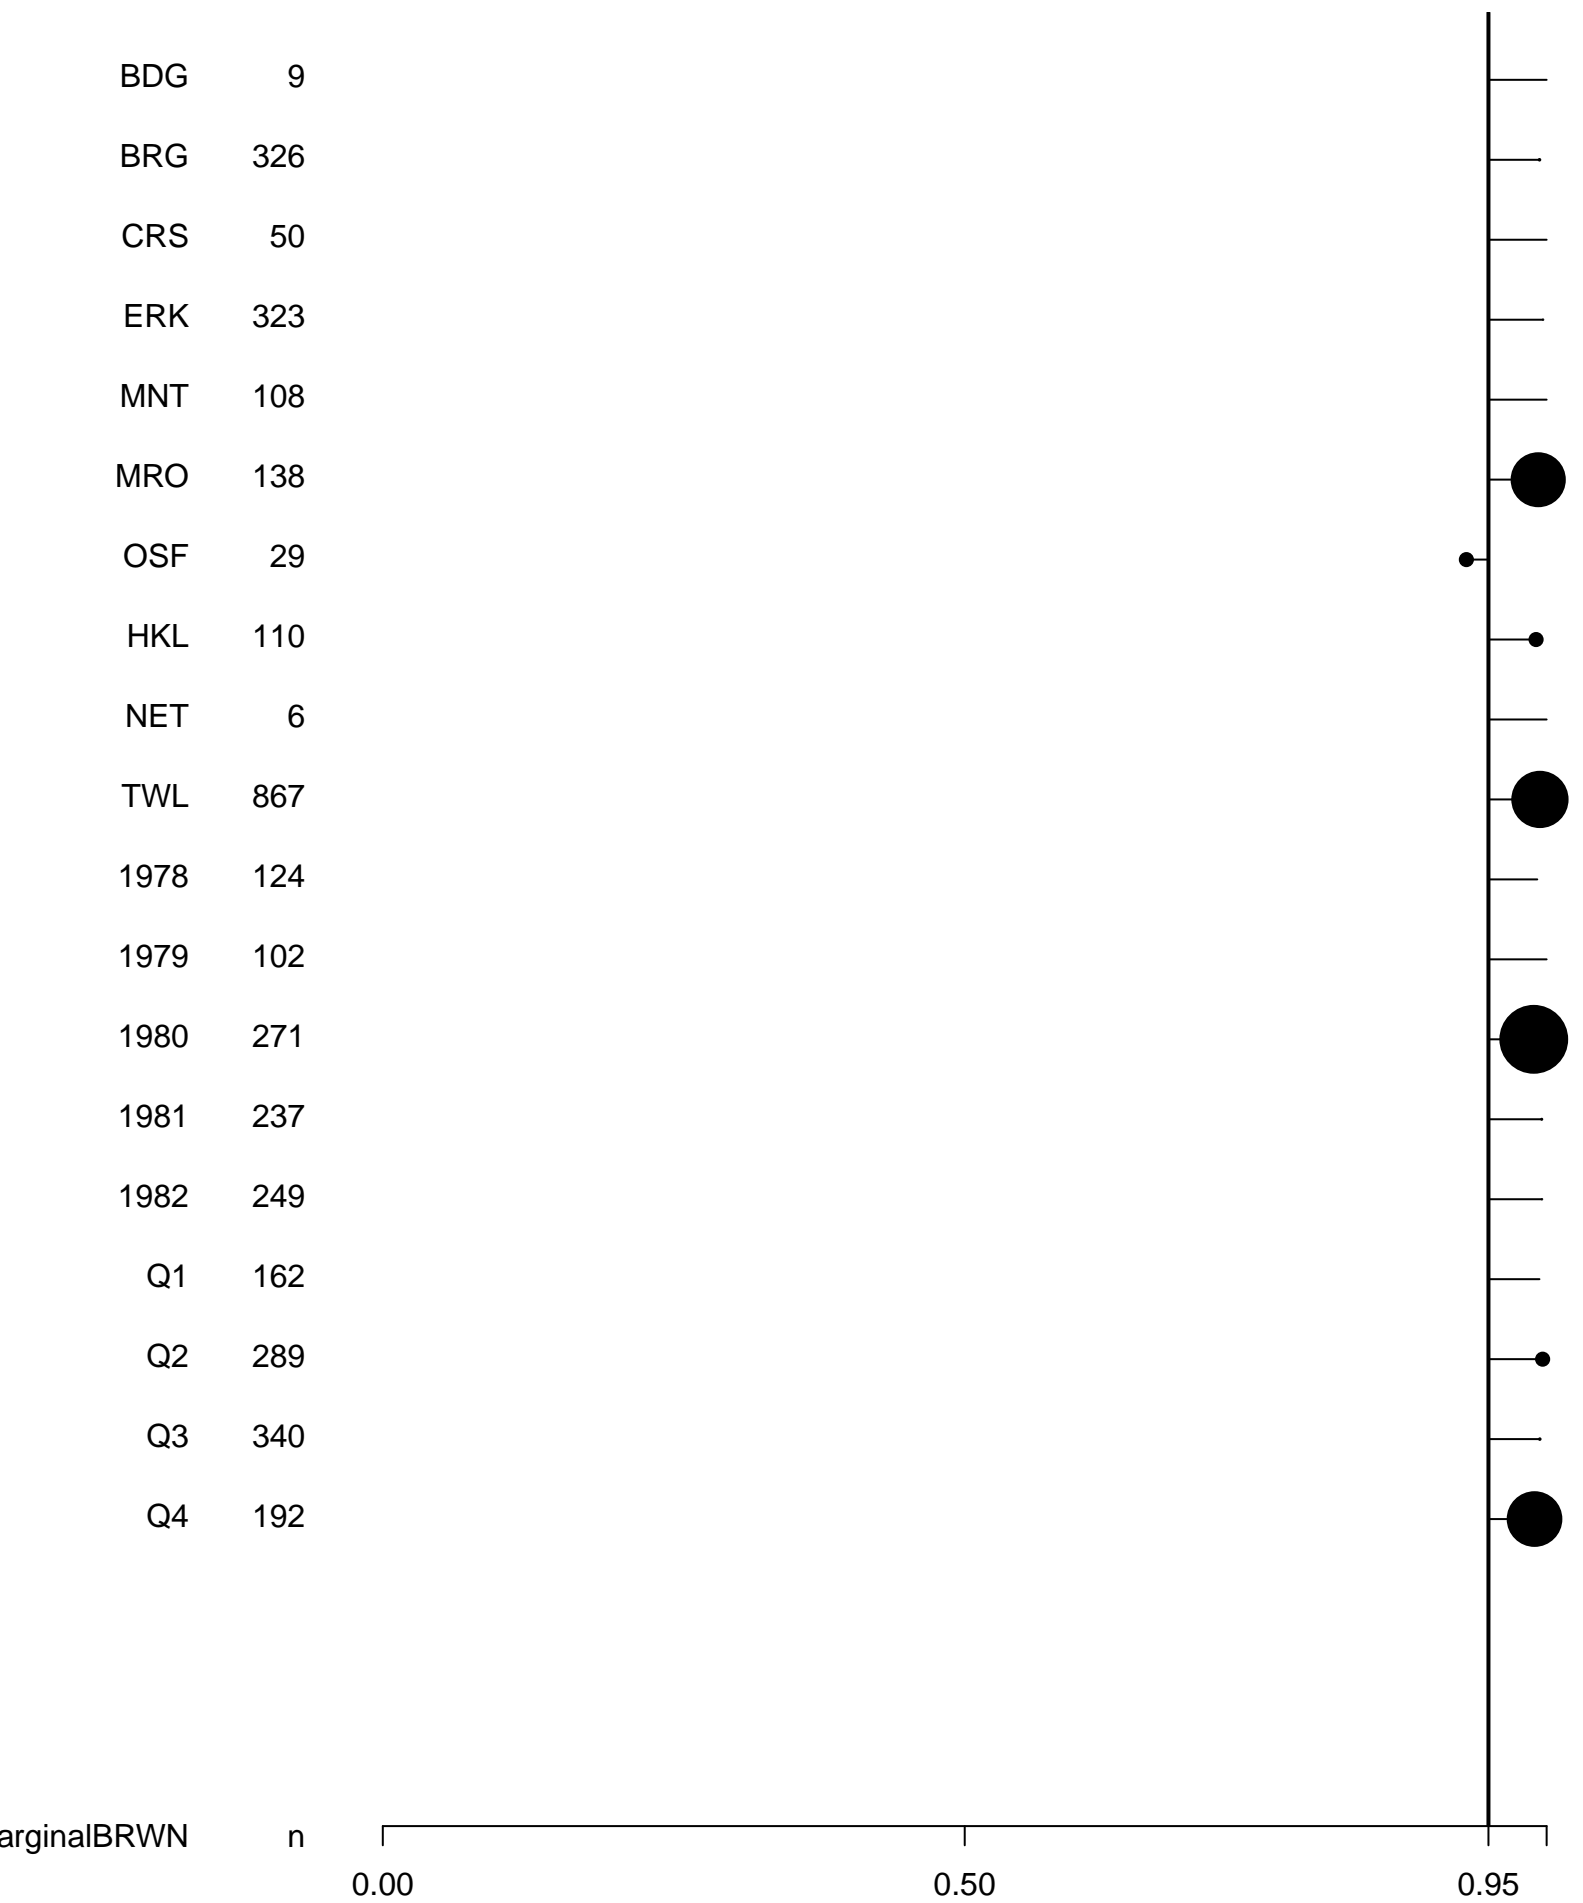 BDG 9
BRG 326
CRS 50
ERK 323
MNT 108
MRO 138
OSF 29
HKL 110
NET 6
TWL 867
1978 124
1979 102
1980 271
1981 237
1982 249
Q1 162
Q2 289
Q3 340
Q4 192
arginalBRWN n
0.00 0.50 0.95